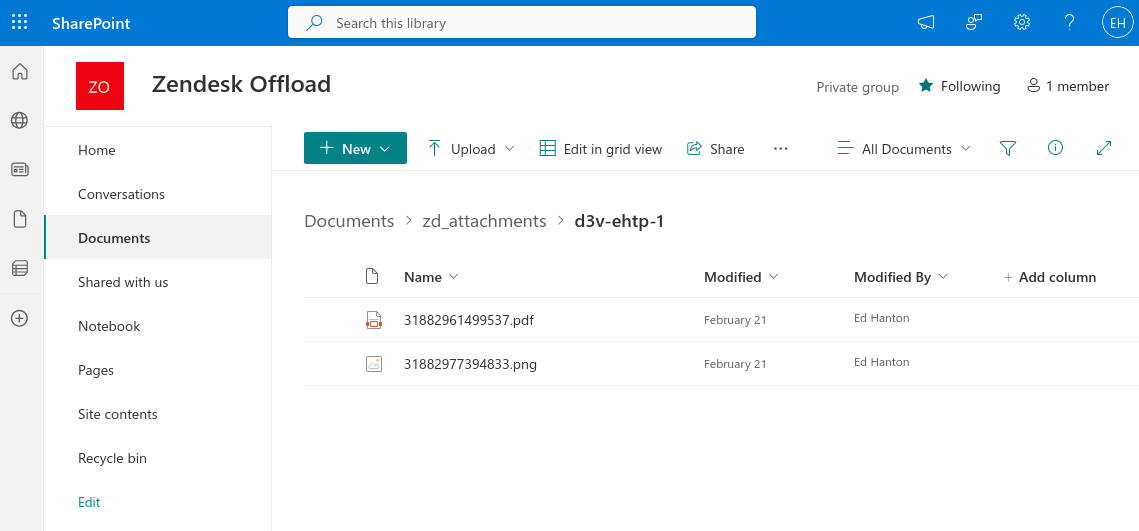 SharePoint
Search this library
EH
ZO
Zendesk Offload
Private group
Following
1 member
Home
Conversations
Documents
Shared with us
Notebook
Pages
Site contents
Recycle bin
Edit
New
Upload
Edit in grid view
Share
All Documents
Documents > zd_attachments > d3v-ehtp-1
Name Modified Modified By + Add column
31882961499537.pdf February 21 Ed Hanton
31882977394833.png February 21 Ed Hanton